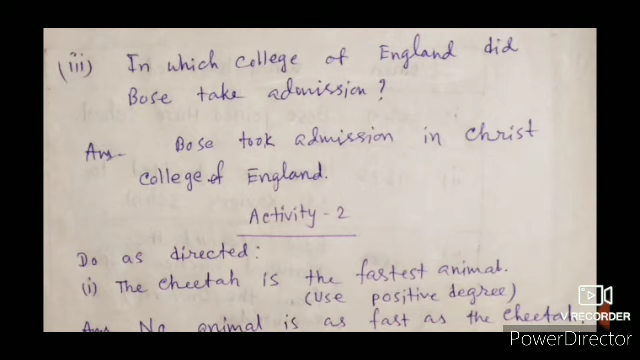 (iii) In which college of England did
Bose take admission?
Ans- Bose took admission in Christ
college of England.
Activity - 2
Do as directed:
(i) The cheetah is the fastest animal.
(Use positive degree)
Ans No animal is as fast as the cheetah.
V RECORDER
PowerDirector